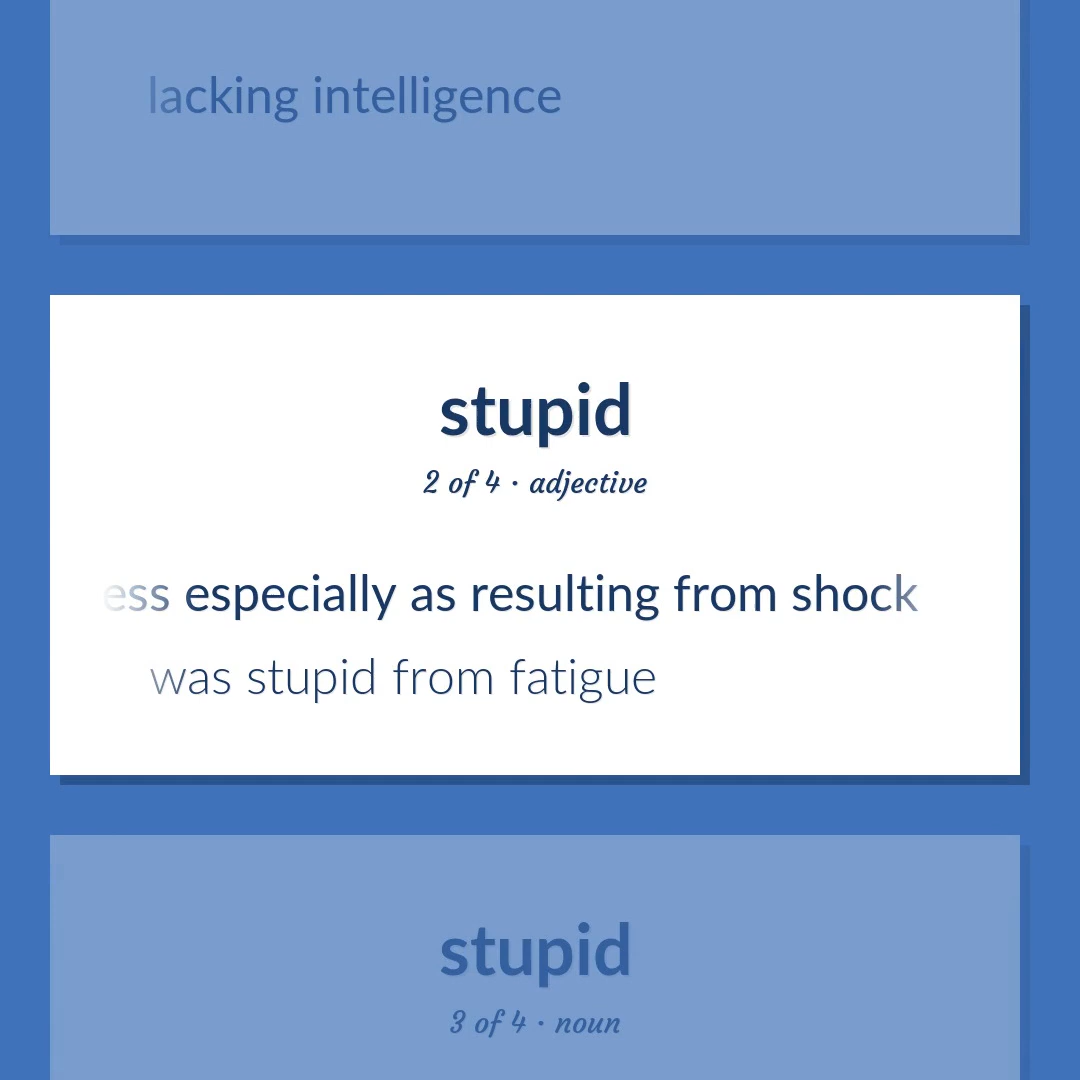 lacking intelligence
stupid
2 of 4 · adjective
ess especially as resulting from shock
was stupid from fatigue
stupid
3 of 4 · noun